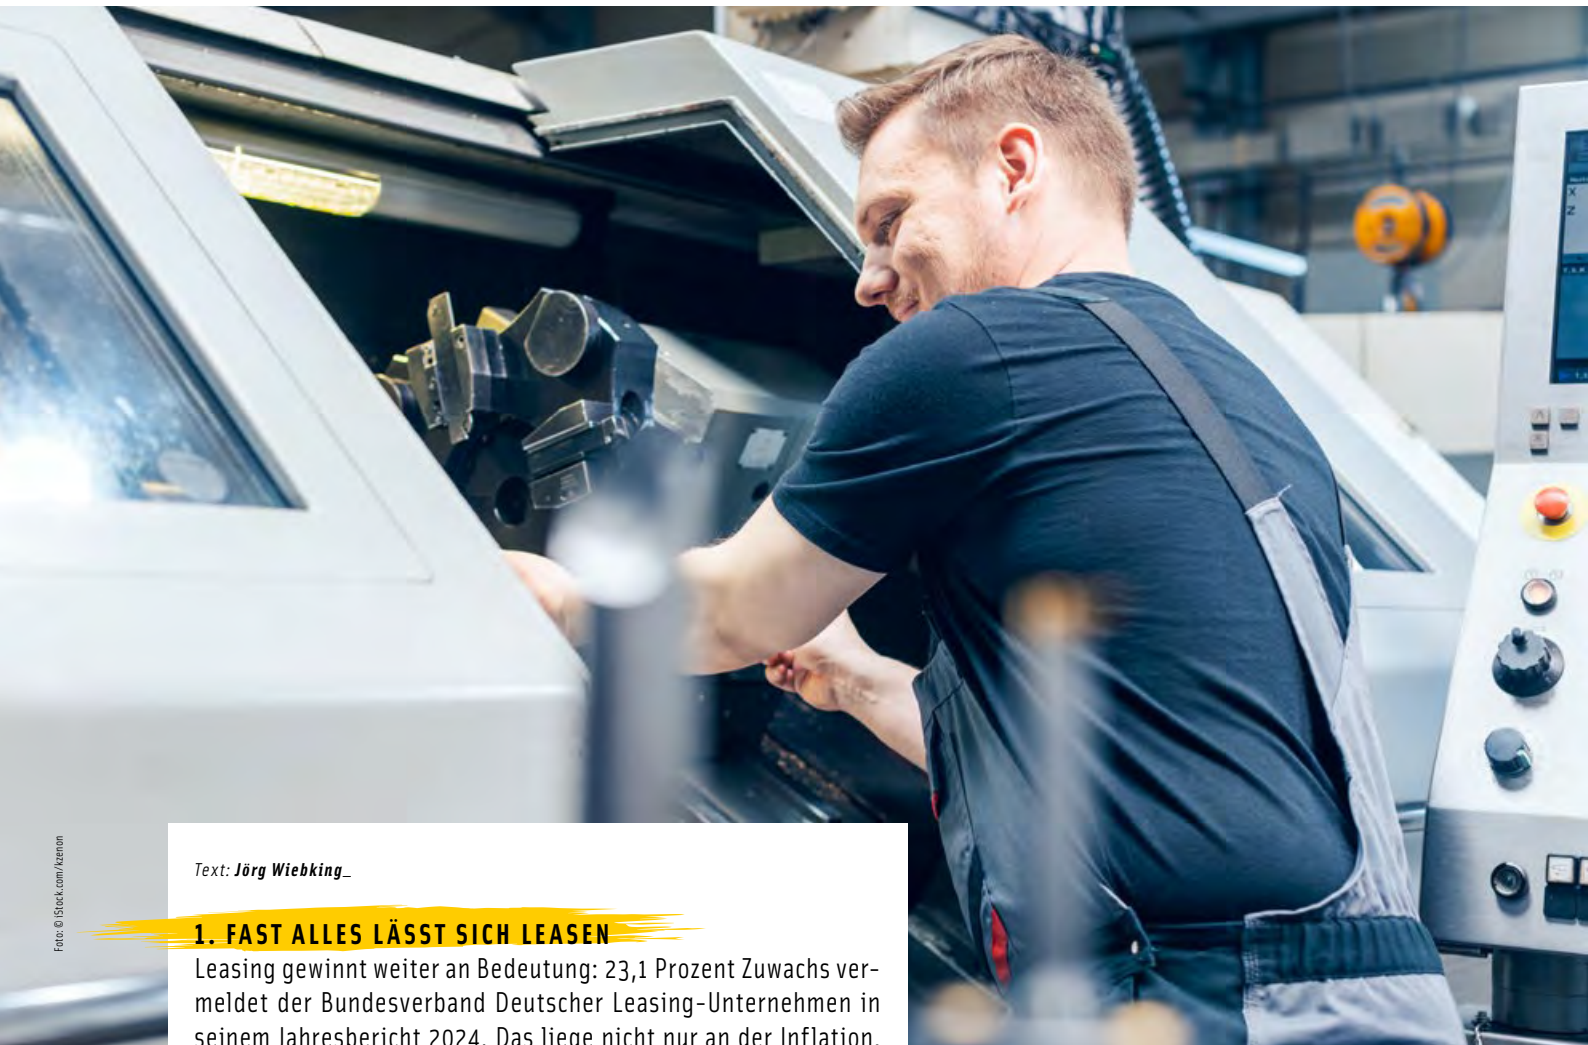 Text: Jörg Wiebking_
1. FAST ALLES LÄSST SICH LEASEN
Leasing gewinnt weiter an Bedeutung: 23,1 Prozent Zuwachs ver-
meldet der Bundesverband Deutscher Leasing-Unternehmen in
seinem Jahresbericht 2024. Das liege nicht nur an der Inflation,
Foto: © iStock.com/kzenon
X
Z